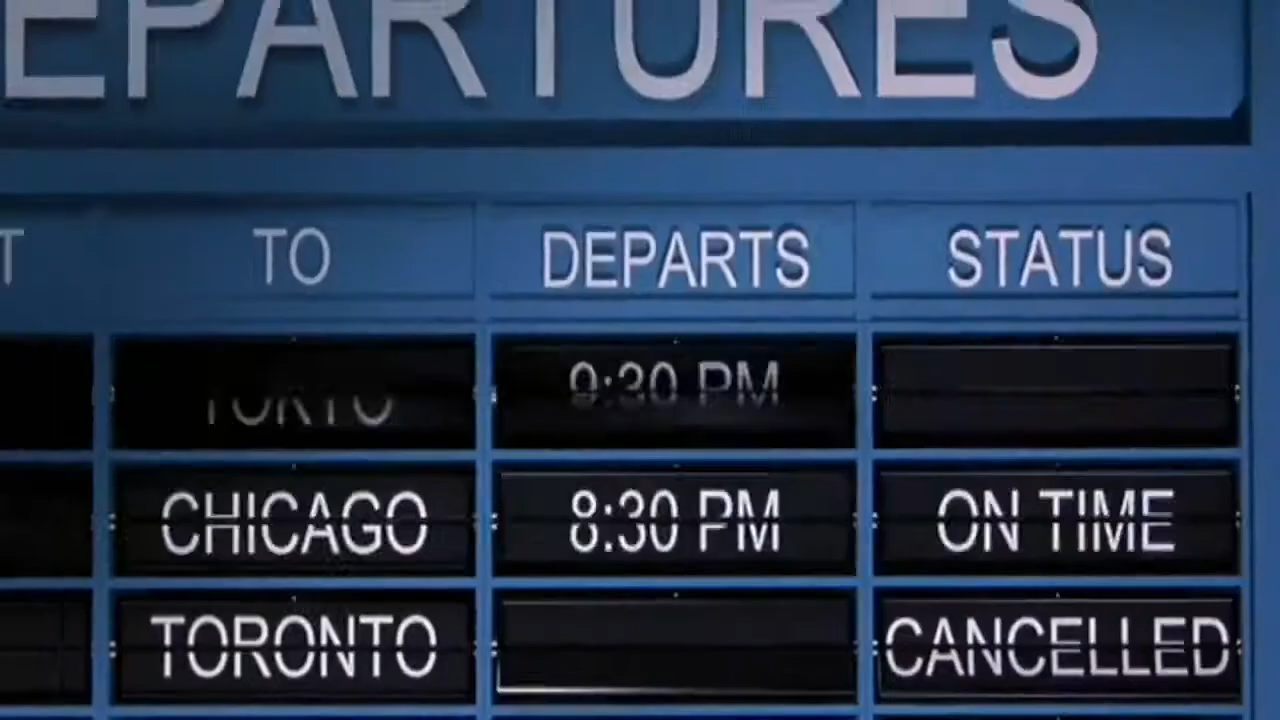 EPARTURES
T TO DEPARTS STATUS
9:30 PM
CHICAGO 8:30 PM ON TIME
TORONTO CANCELLED